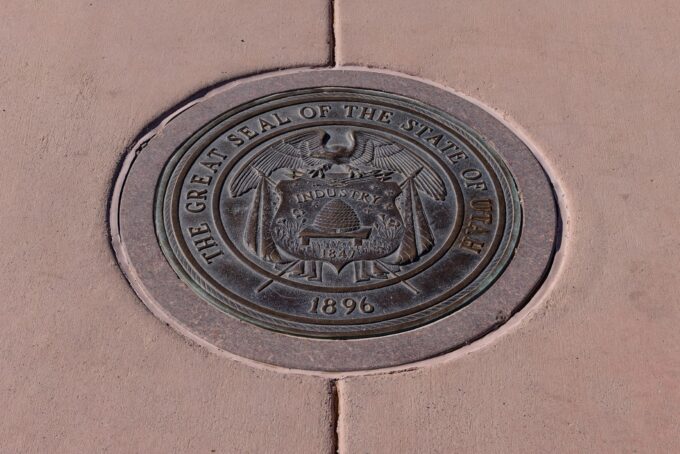 THE GREAT SEAL OF THE STATE OF UTAH
INDUSTRY
1847
1896